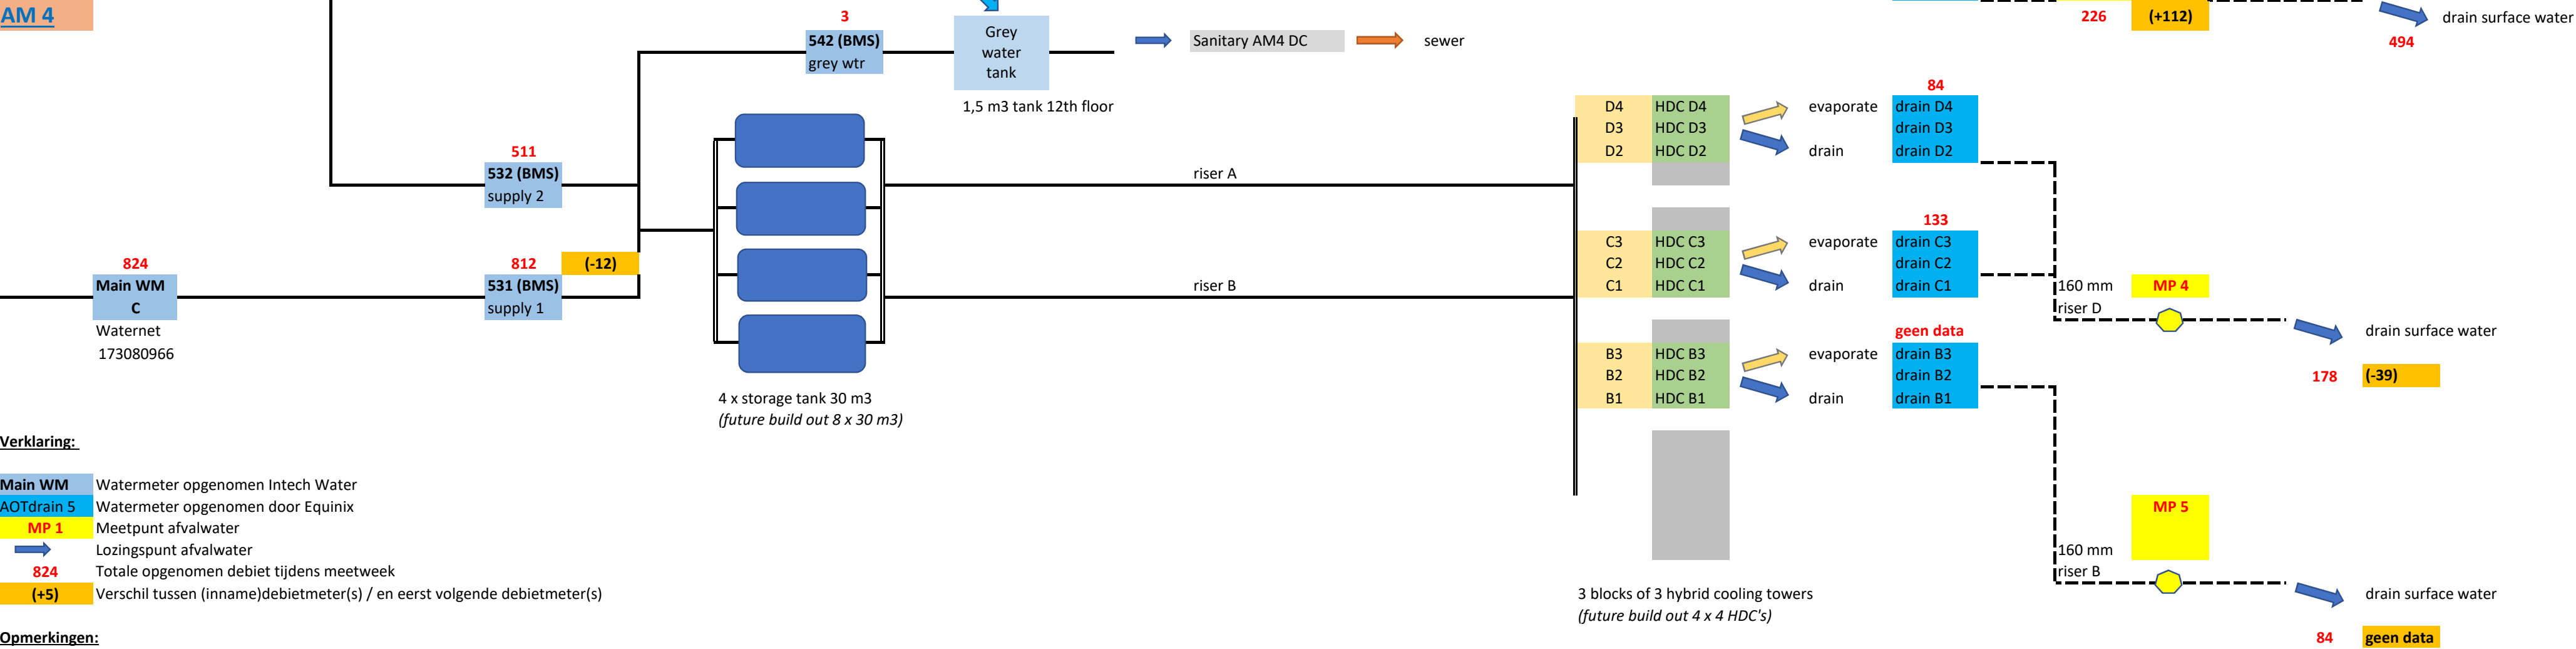 AM 4
3
542 (BMS)
grey wtr
Grey
water
tank
1,5 m3 tank 12th floor
Sanitary AM4 DC
sewer
226
(+112)
drain surface water
494
511
532 (BMS)
supply 2
824
Main WM
C
Waternet
173080966
812
(-12)
531 (BMS)
supply 1
4 x storage tank 30 m3
(future build out 8 x 30 m3)
riser A
riser B
D4 HDC D4
D3 HDC D3
D2 HDC D2
evaporate
drain
84
drain D4
drain D3
drain D2
C3 HDC C3
C2 HDC C2
C1 HDC C1
evaporate
drain
133
drain C3
drain C2
drain C1
160 mm
riser D
MP 4
drain surface water
178
(-39)
B3 HDC B3
B2 HDC B2
B1 HDC B1
evaporate
drain
geen data
drain B3
drain B2
drain B1
160 mm
riser B
MP 5
drain surface water
84
geen data
3 blocks of 3 hybrid cooling towers
(future build out 4 x 4 HDC's)
Verklaring:
Main WM Watermeter opgenomen Intech Water
AOTdrain 5 Watermeter opgenomen door Equinix
MP 1 Meetpunt afvalwater
Lozingspunt afvalwater
824 Totale opgenomen debiet tijdens meetweek
(+5) Verschil tussen (inname)debietmeter(s) / en eerst volgende debietmeter(s)
Opmerkingen: